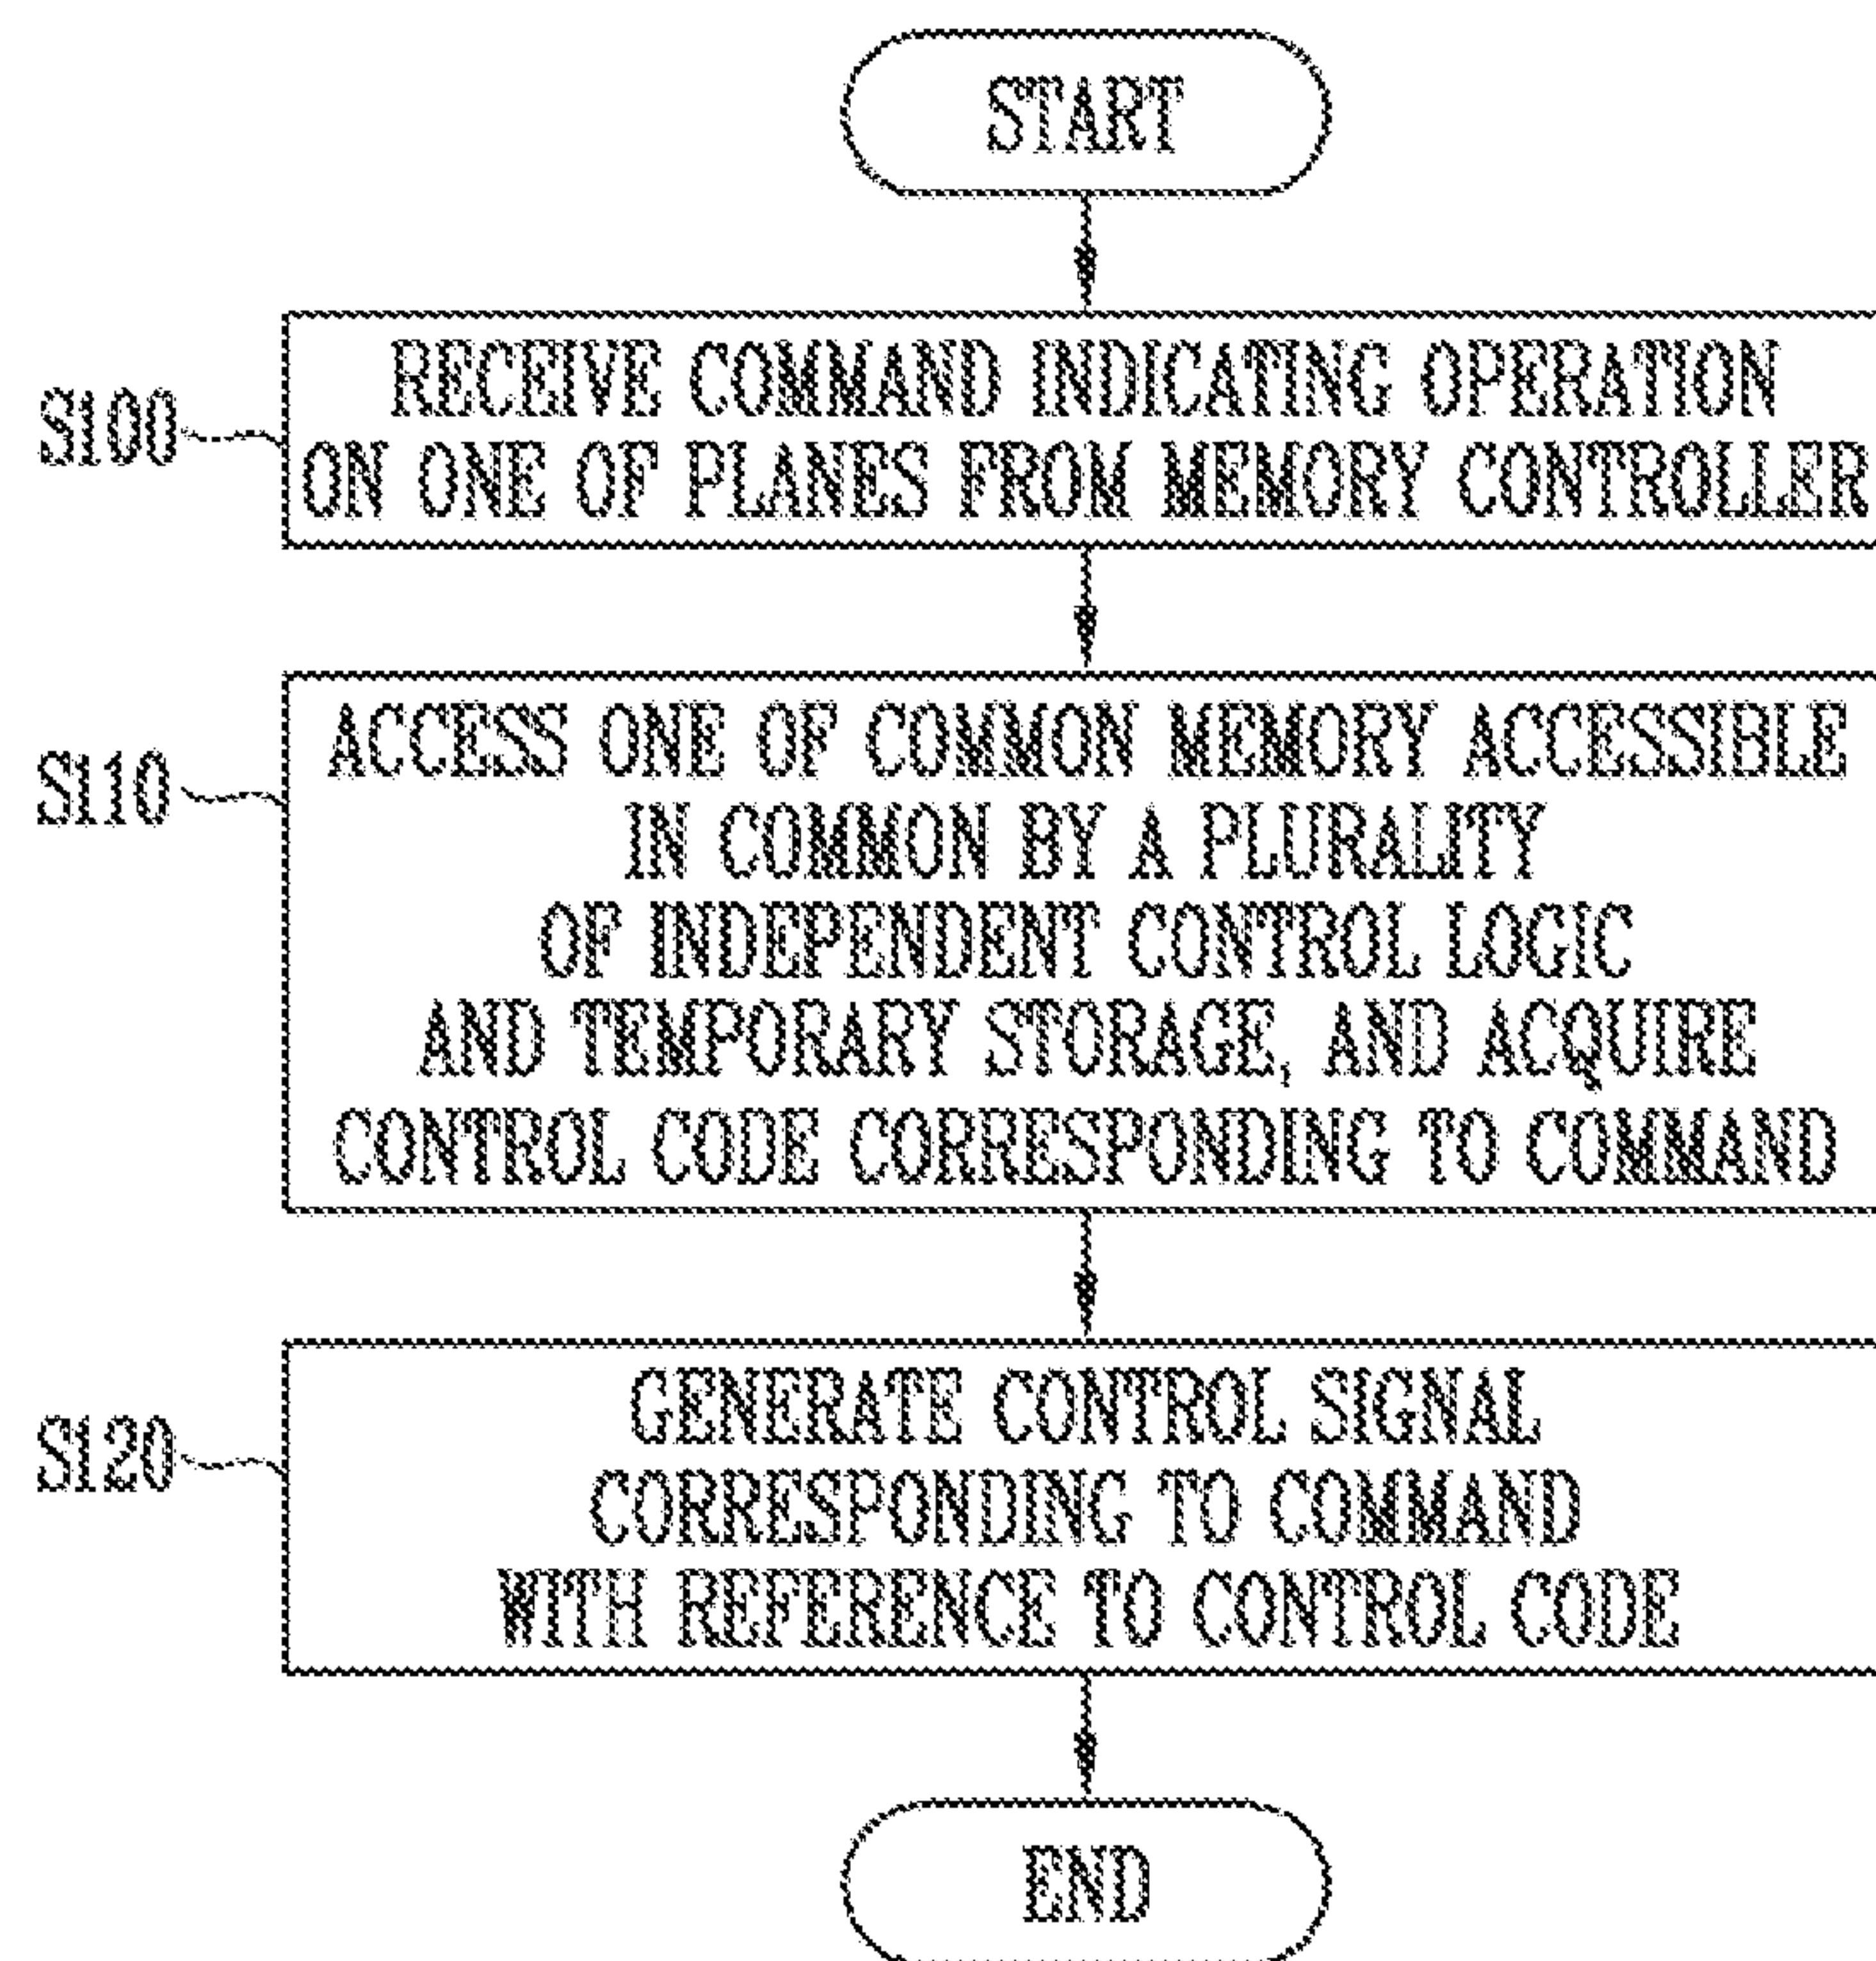 START
S100
RECEIVE COMMAND INDICATING OPERATION
ON ONE OF PLANES FROM MEMORY CONTROLLER
S110
ACCESS ONE OF COMMON MEMORY ACCESSIBLE
IN COMMON BY A PLURALITY
OF INDEPENDENT CONTROL LOGIC
AND TEMPORARY STORAGE, AND ACQUIRE
CONTROL CODE CORRESPONDING TO COMMAND
S120
GENERATE CONTROL SIGNAL
CORRESPONDING TO COMMAND
WITH REFERENCE TO CONTROL CODE
END